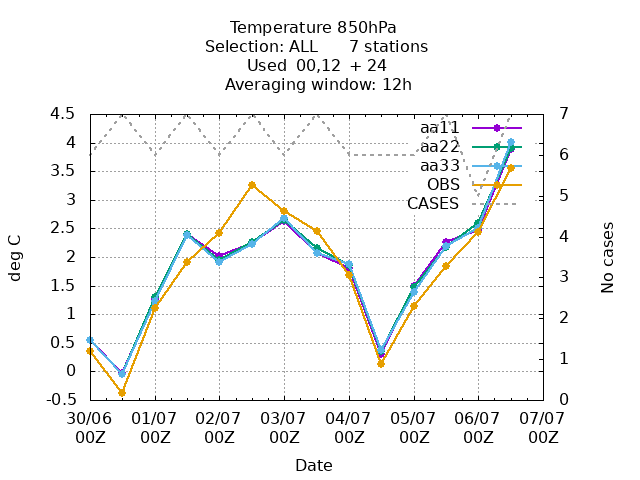 Temperature 850hPa
Selection: ALL 7 stations
Used 00,12 + 24
Averaging window: 12h
4.5
4
3.5
3
2.5
2
1.5
1
0.5
0
-0.5
deg C
7
6
5
4
3
2
1
0
No cases
aa11
aa22
aa33
OBS
CASES
30/06 01/07 02/07 03/07 04/07 05/07 06/07 07/07
00Z 00Z 00Z 00Z 00Z 00Z 00Z 00Z
Date